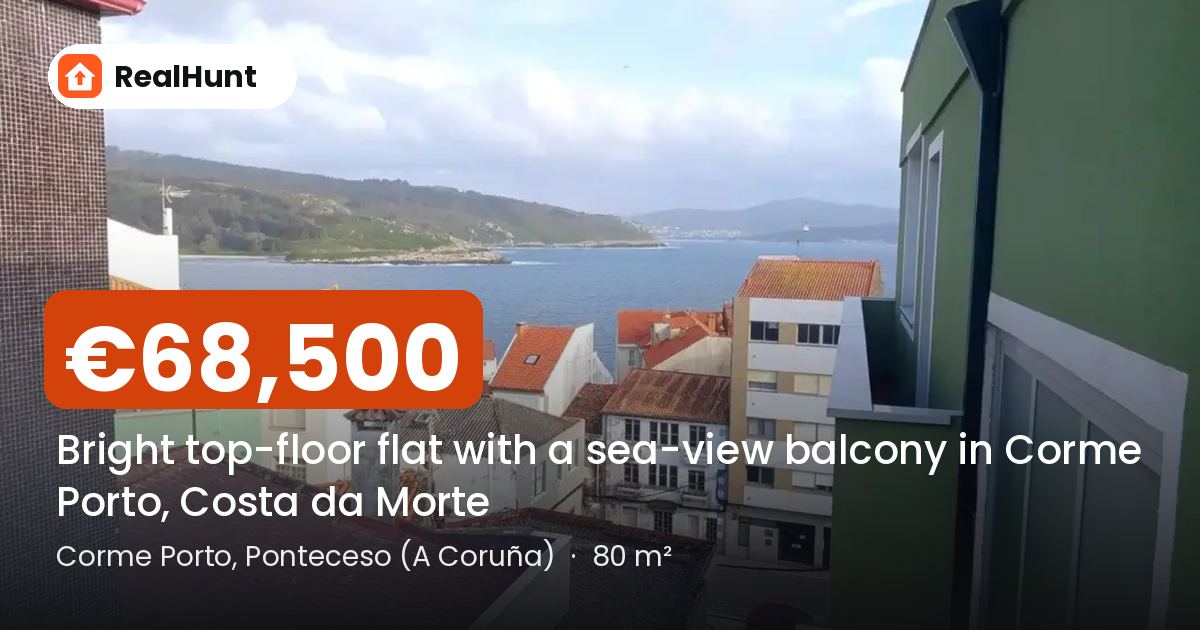 RealHunt
€68,500
Bright top-floor flat with a sea-view balcony in Corme
Porto, Costa da Morte
Corme Porto, Ponteceso (A Coruña) · 80 m²